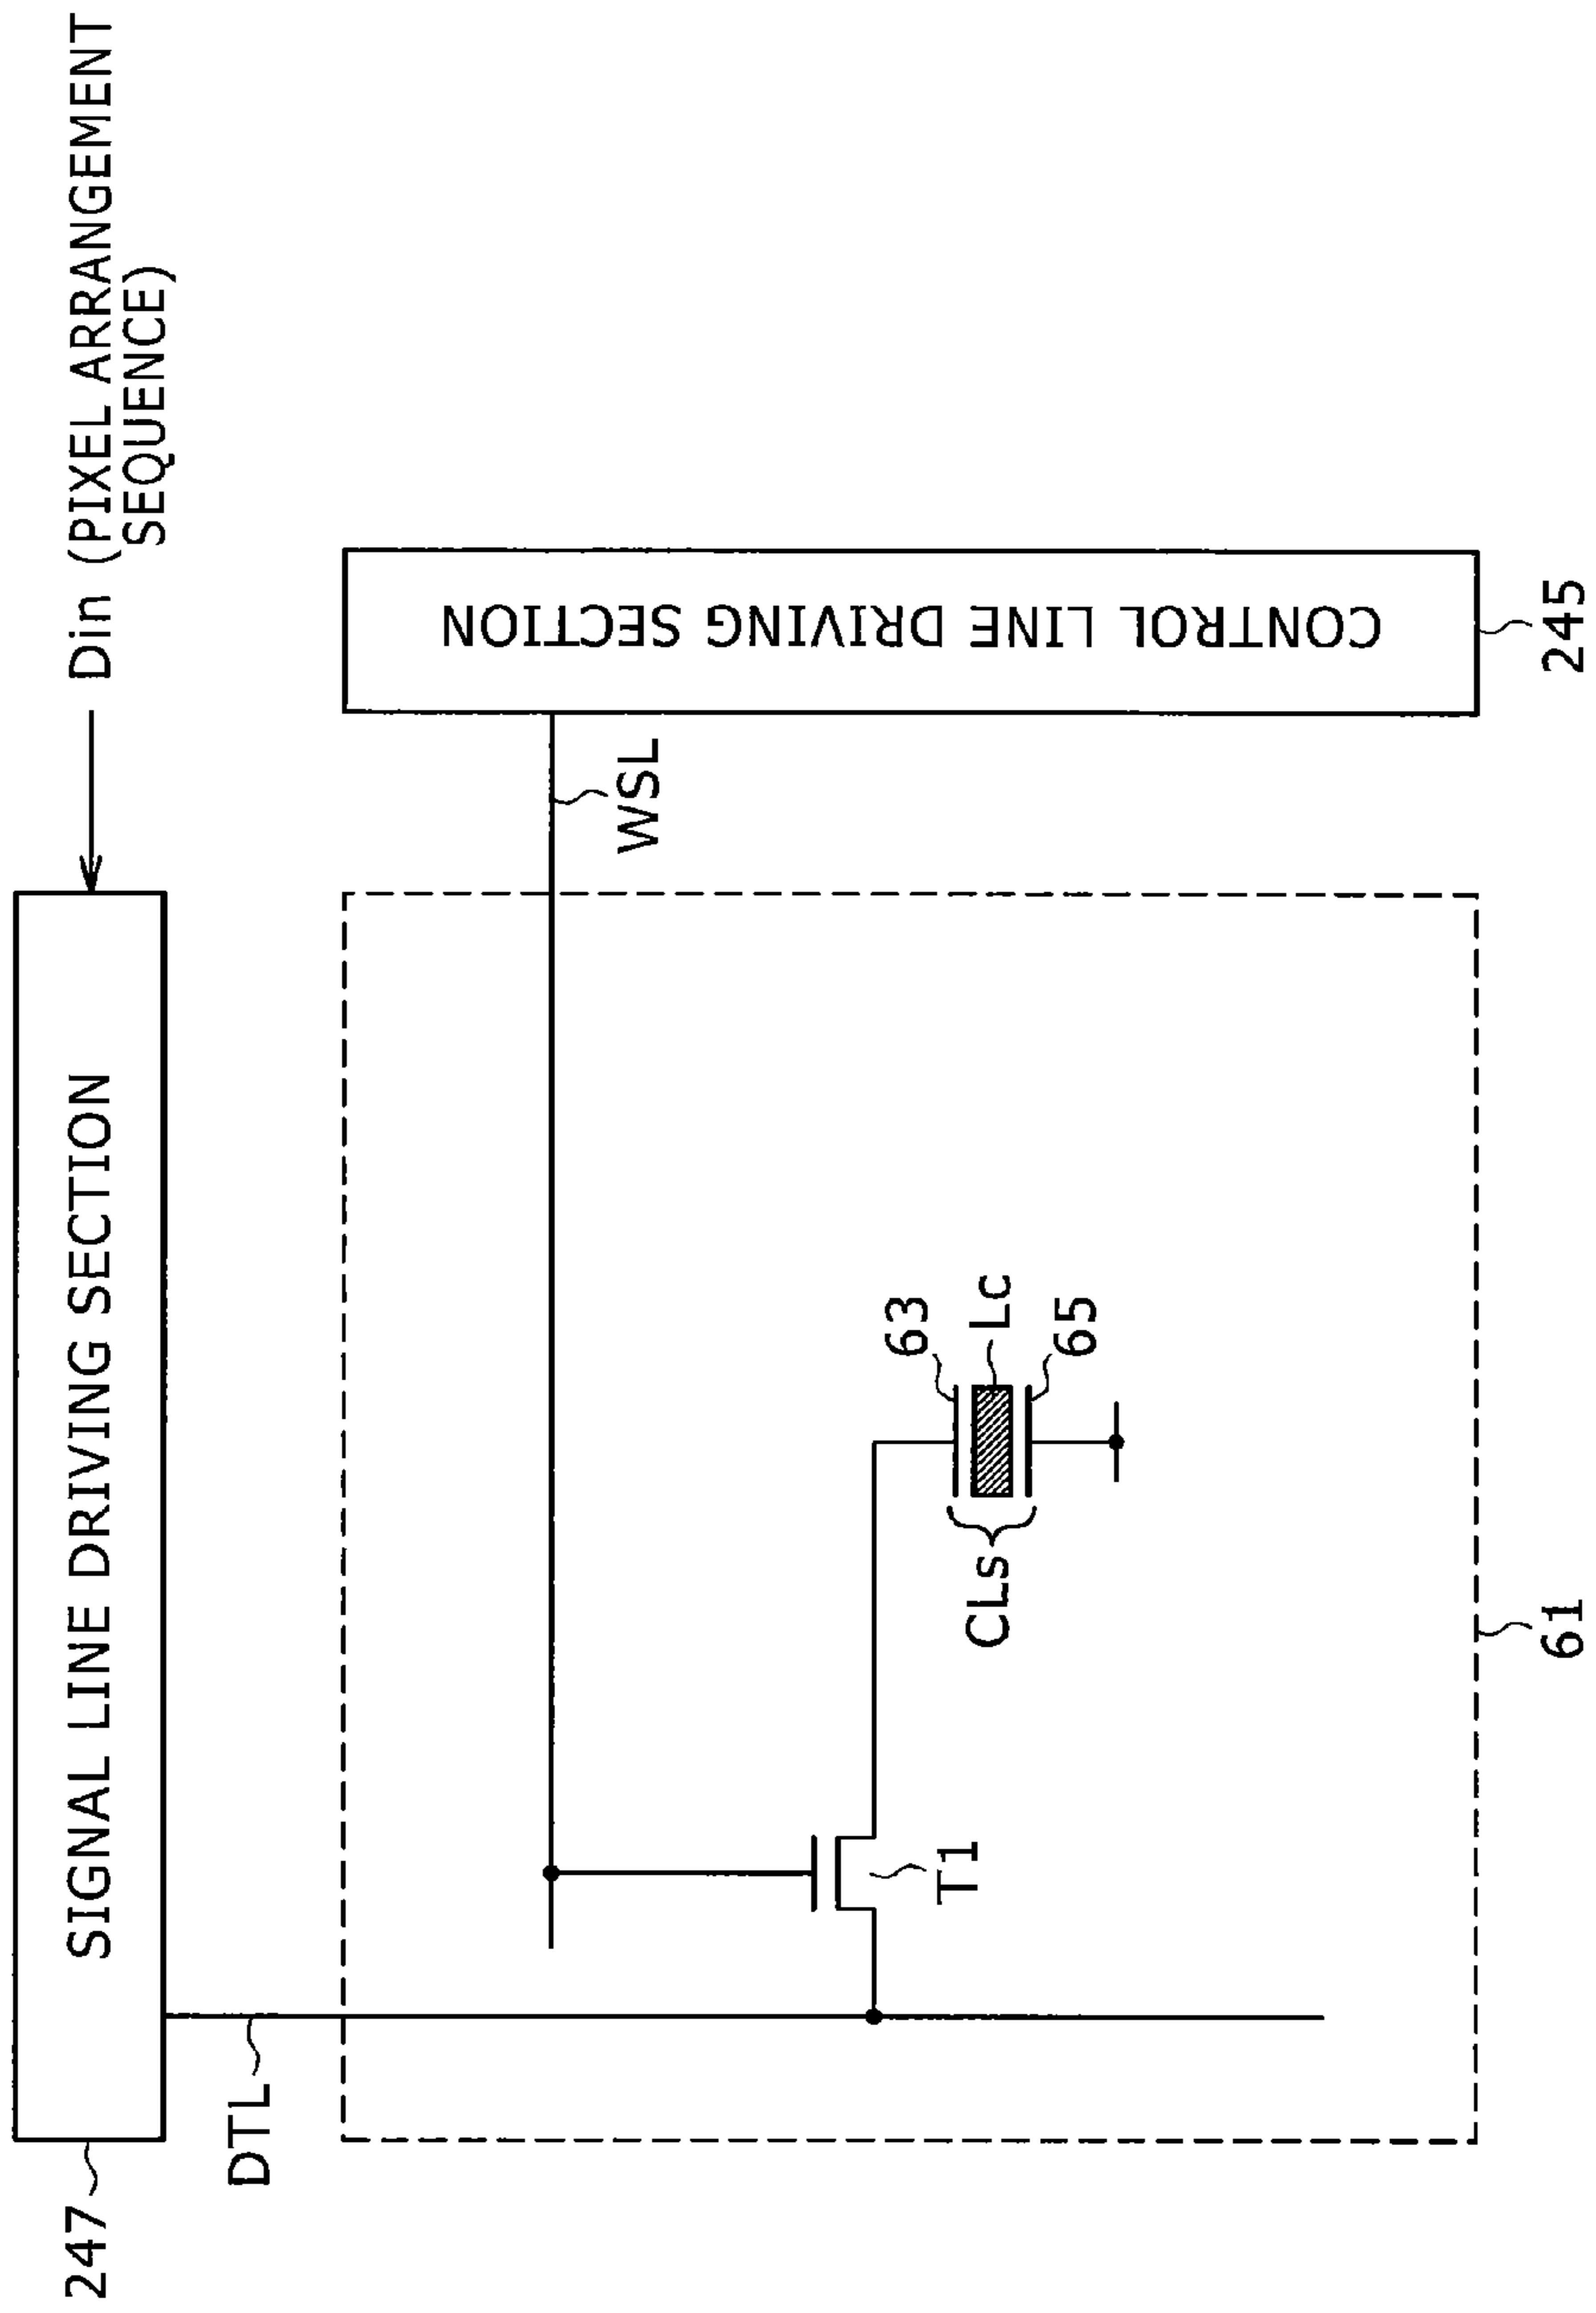 247
SIGNAL LINE DRIVING SECTION
Din (PIXEL ARRANGEMENT
SEQUENCE)
DTL
WSL
CONTROL LINE DRIVING SECTION
T1
63
CLs
Lc
65
61
245